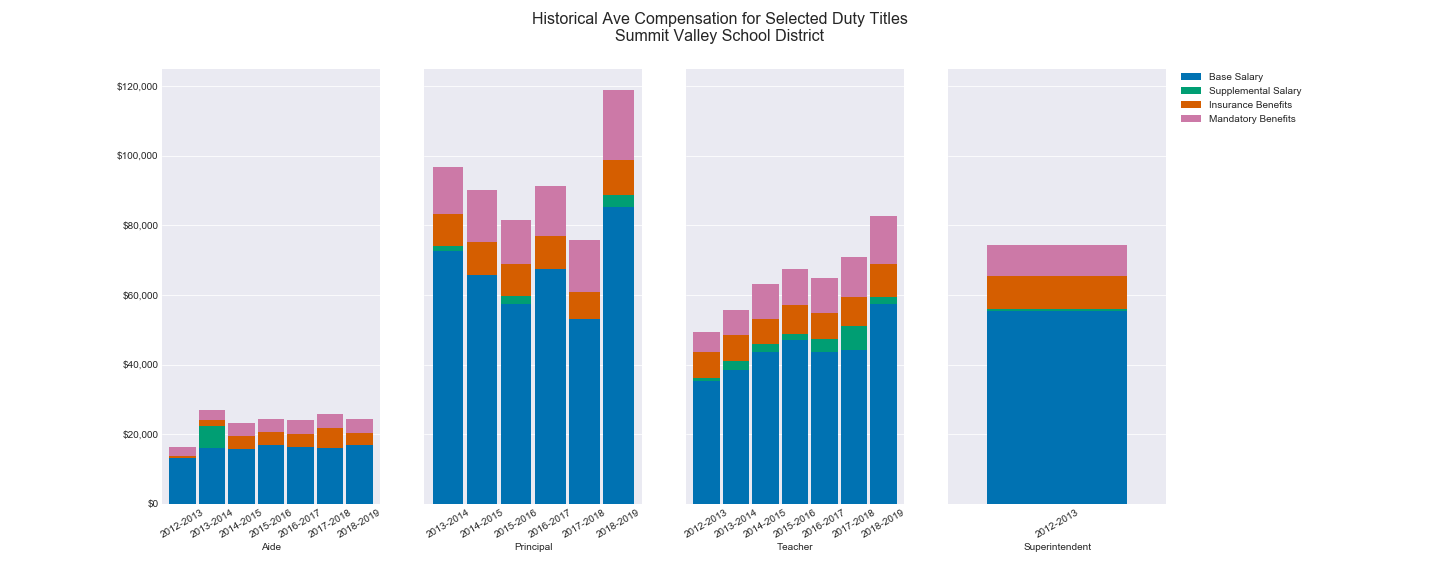 Historical Ave Compensation for Selected Duty Titles
Summit Valley School District
Base Salary
Supplemental Salary
Insurance Benefits
Mandatory Benefits
$120,000
$100,000
$80,000
$60,000
$40,000
$20,000
$0
2012-2013
2013-2014
2014-2015
2015-2016
2016-2017
2017-2018
2018-2019
Aide
2013-2014
2014-2015
2015-2016
2016-2017
2017-2018
2018-2019
Principal
2012-2013
2013-2014
2014-2015
2015-2016
2016-2017
2017-2018
2018-2019
Teacher
2012-2013
Superintendent